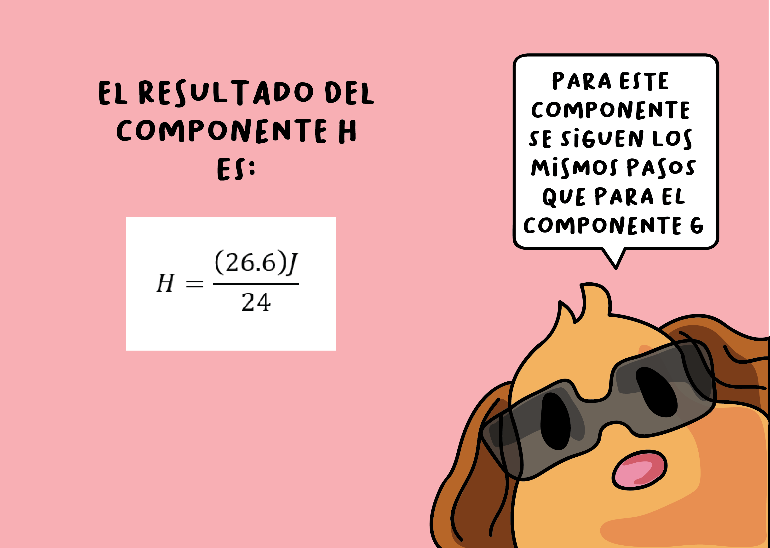 EL RESULTADO DEL
COMPONENTE H
ES:
H = (26.6)J / 24
PARA ESTE
COMPONENTE
SE SIGUEN LOS
MISMOS PASOS
QUE PARA EL
COMPONENTE G